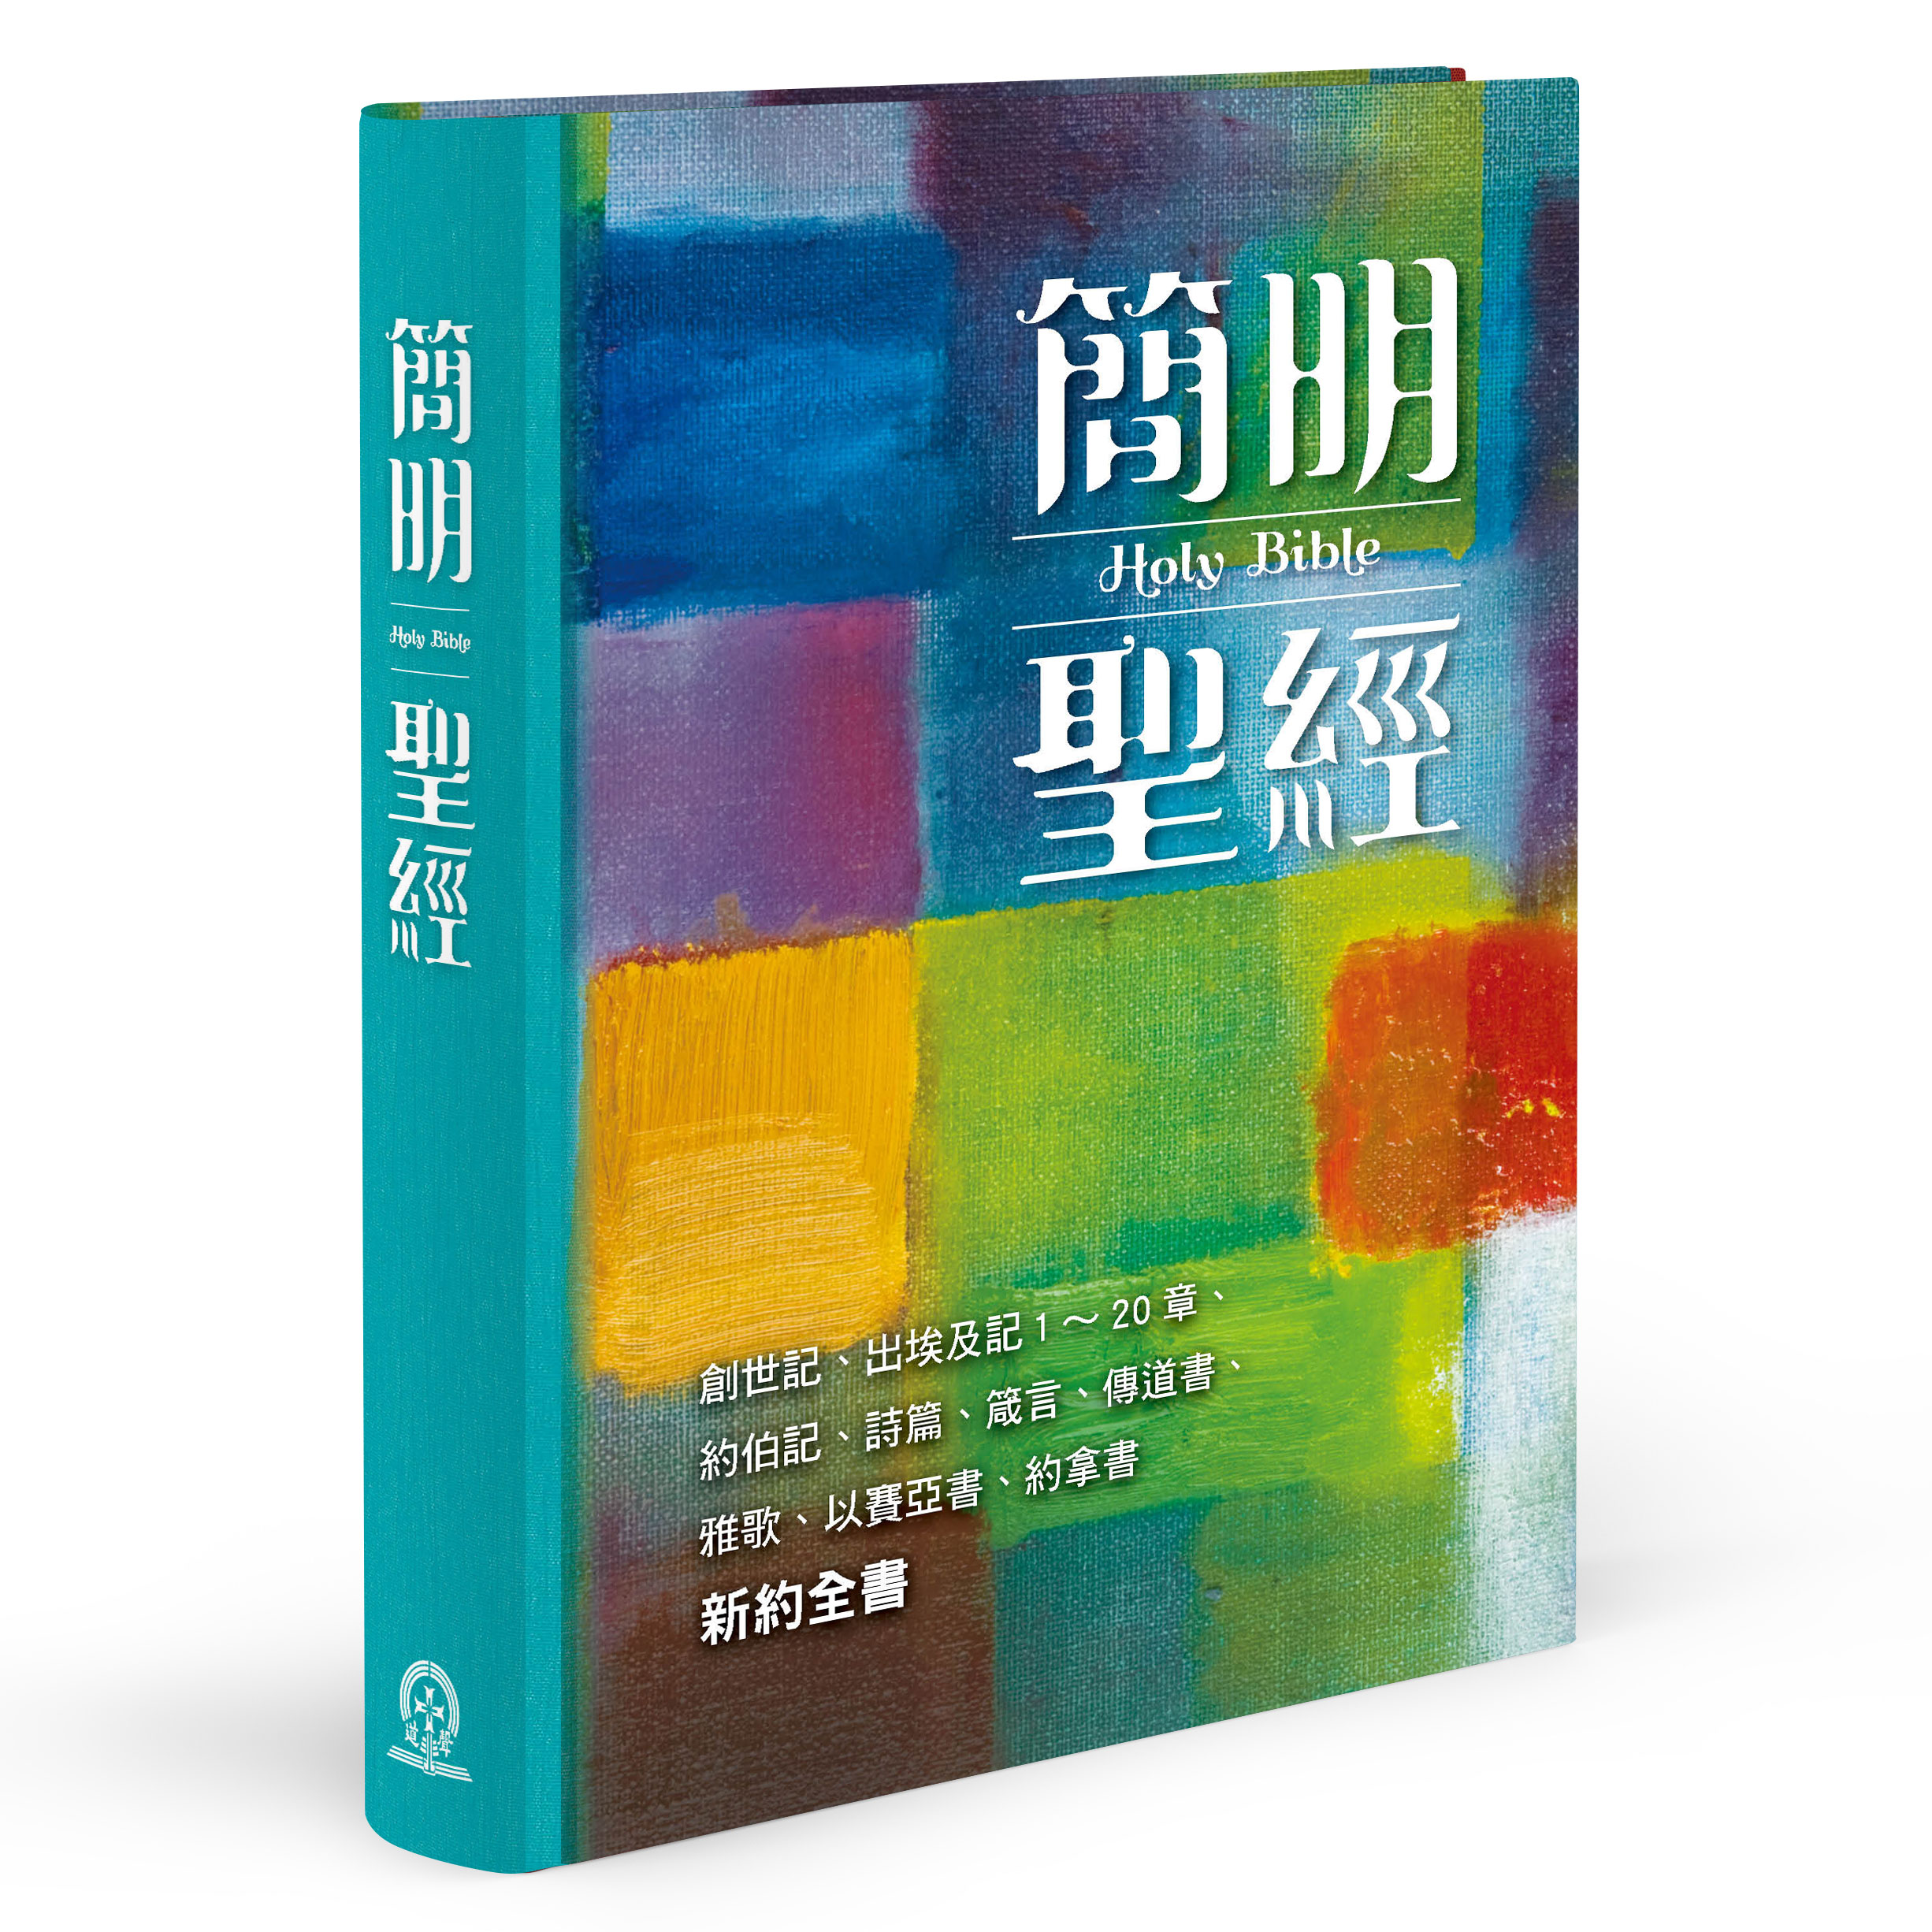 簡明
Holy Bible
聖經
簡明
Holy Bible
聖經
道聲
創世記、出埃及記1～20章、
約伯記、詩篇、箴言、傳道書、
雅歌、以賽亞書、約拿書
新約全書